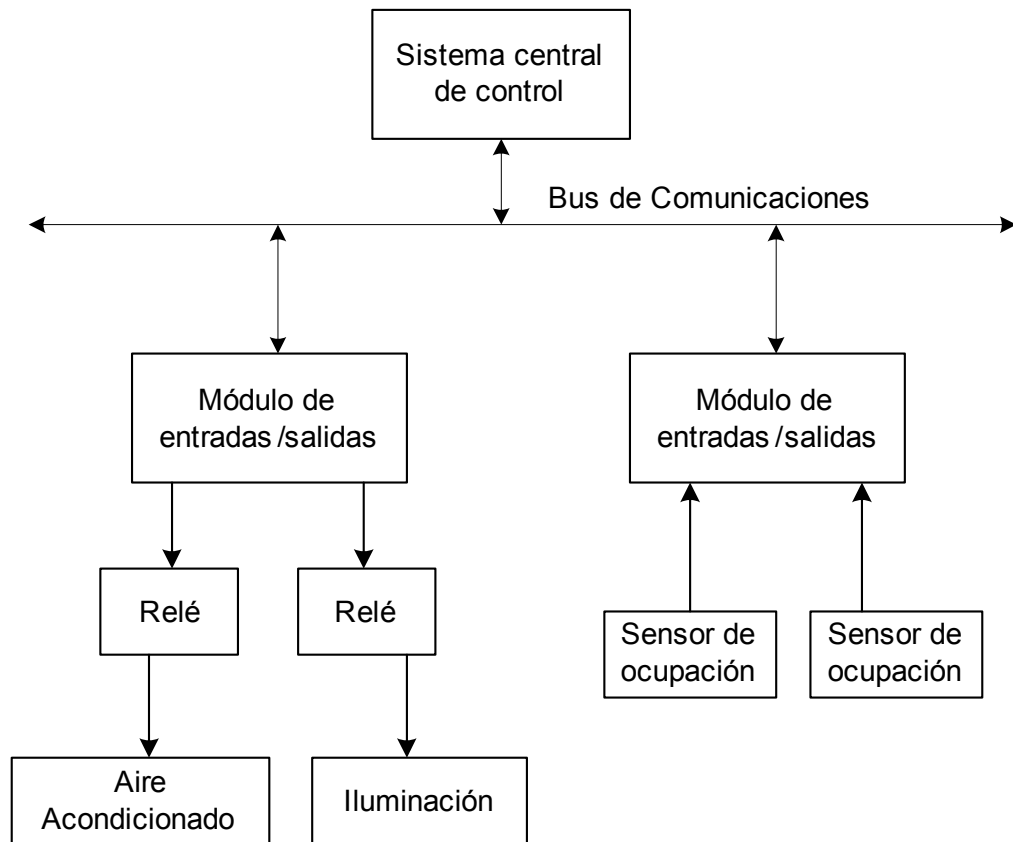 Sistema central
de control
Bus de Comunicaciones
Módulo de
entradas/salidas
Módulo de
entradas/salidas
Relé
Relé
Sensor de
ocupación
Sensor de
ocupación
Aire
Acondicionado
Iluminación